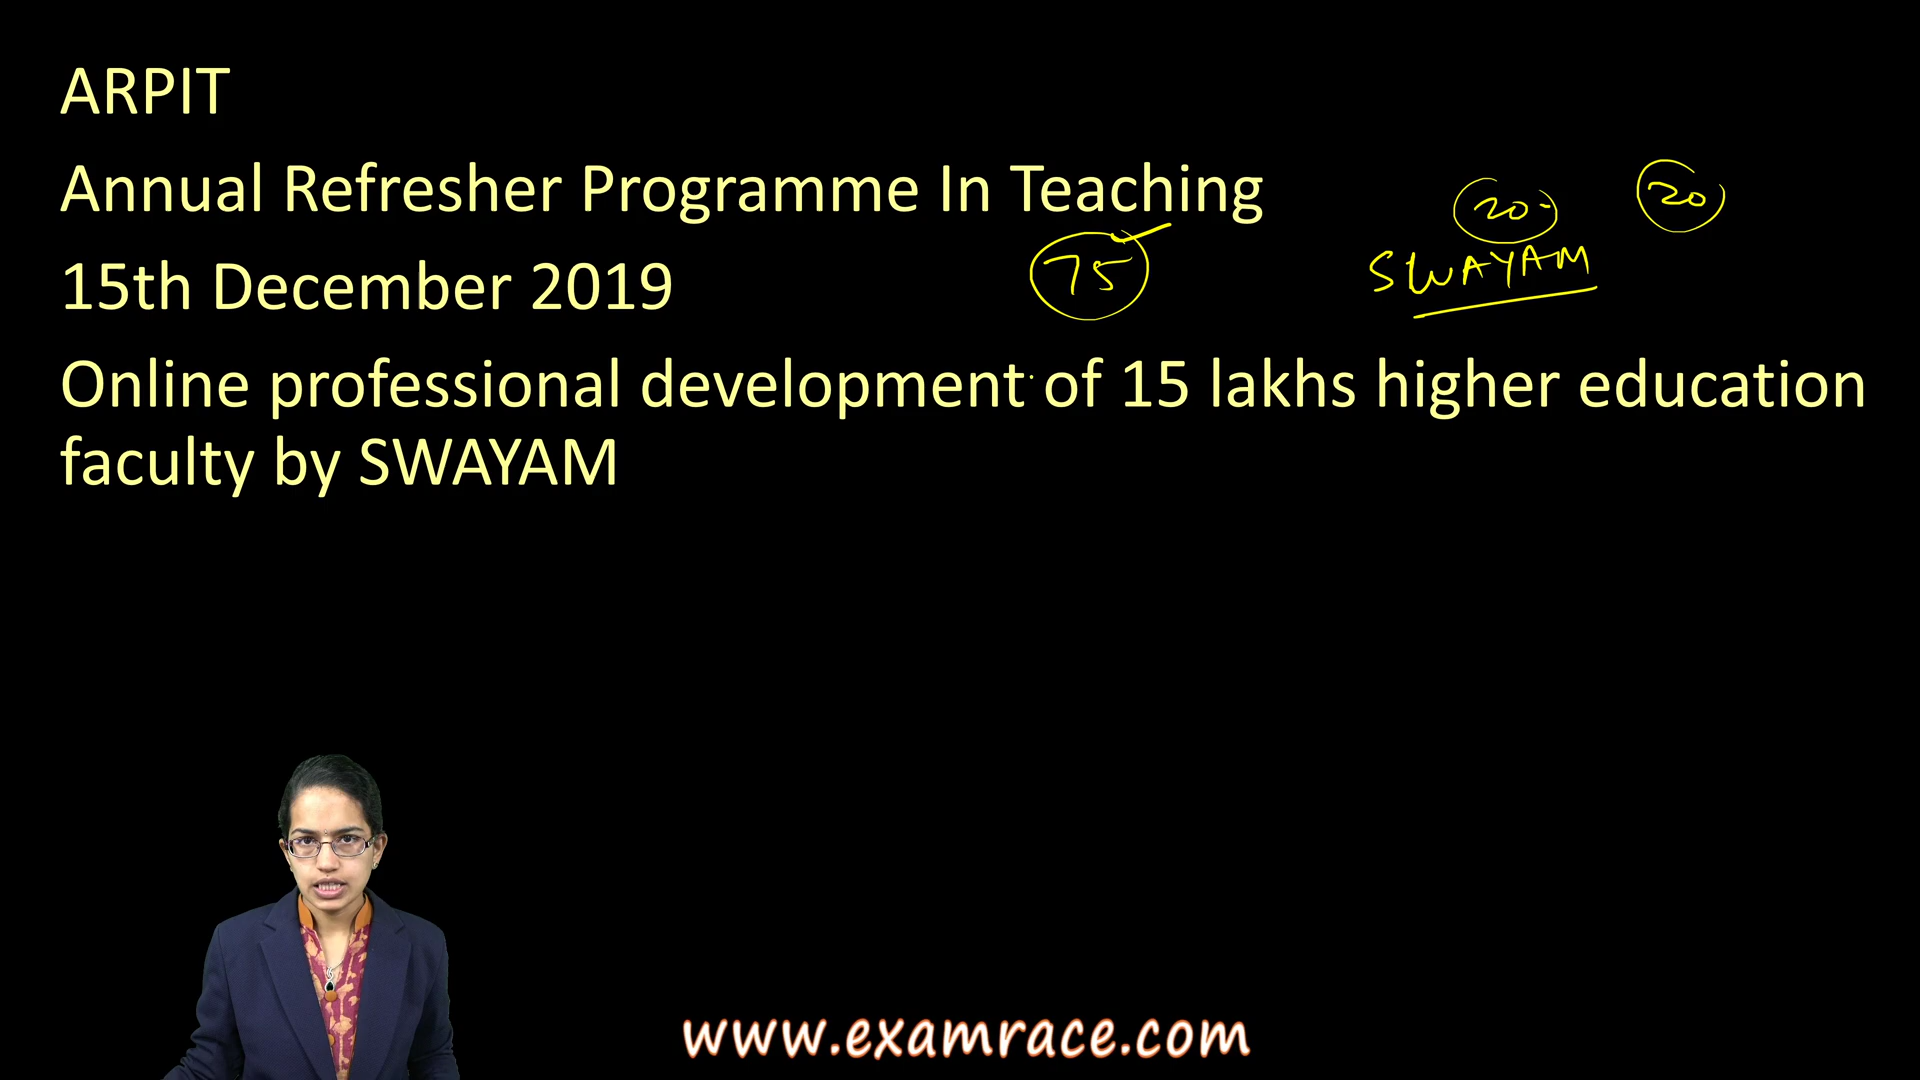 ARPIT
Annual Refresher Programme In Teaching
20
20
75
SWAYAM
15th December 2019
Online professional development of 15 lakhs higher education
faculty by SWAYAM
www.examrace.com